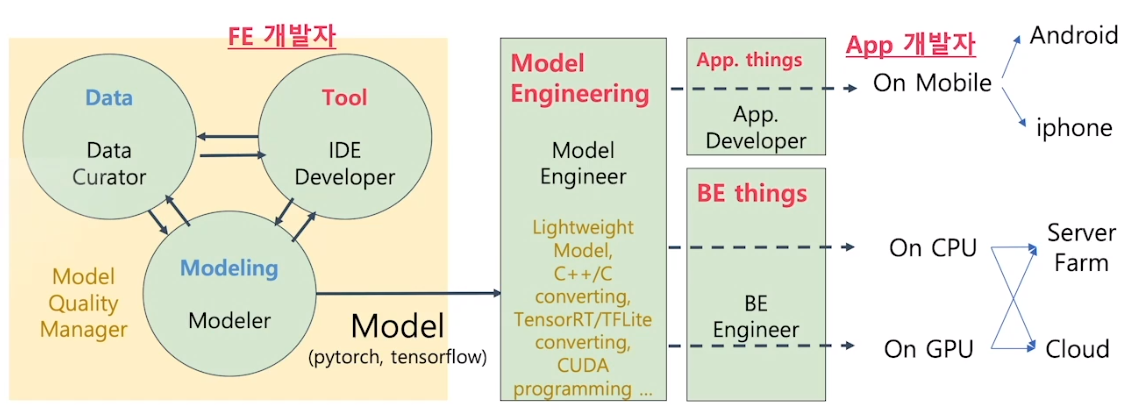 FE 개발자
Data
Data
Curator
Tool
IDE
Developer
Modeling
Modeler
Model
Quality
Manager
Model
(pytorch, tensorflow)
Model
Engineering
Model
Engineer
Lightweight
Model,
C++/C
converting,
TensorRT/TFLite
converting,
CUDA
programming ...
App. things
App.
Developer
BE things
BE
Engineer
App 개발자
On Mobile
Android
iphone
On CPU
On GPU
Server
Farm
Cloud